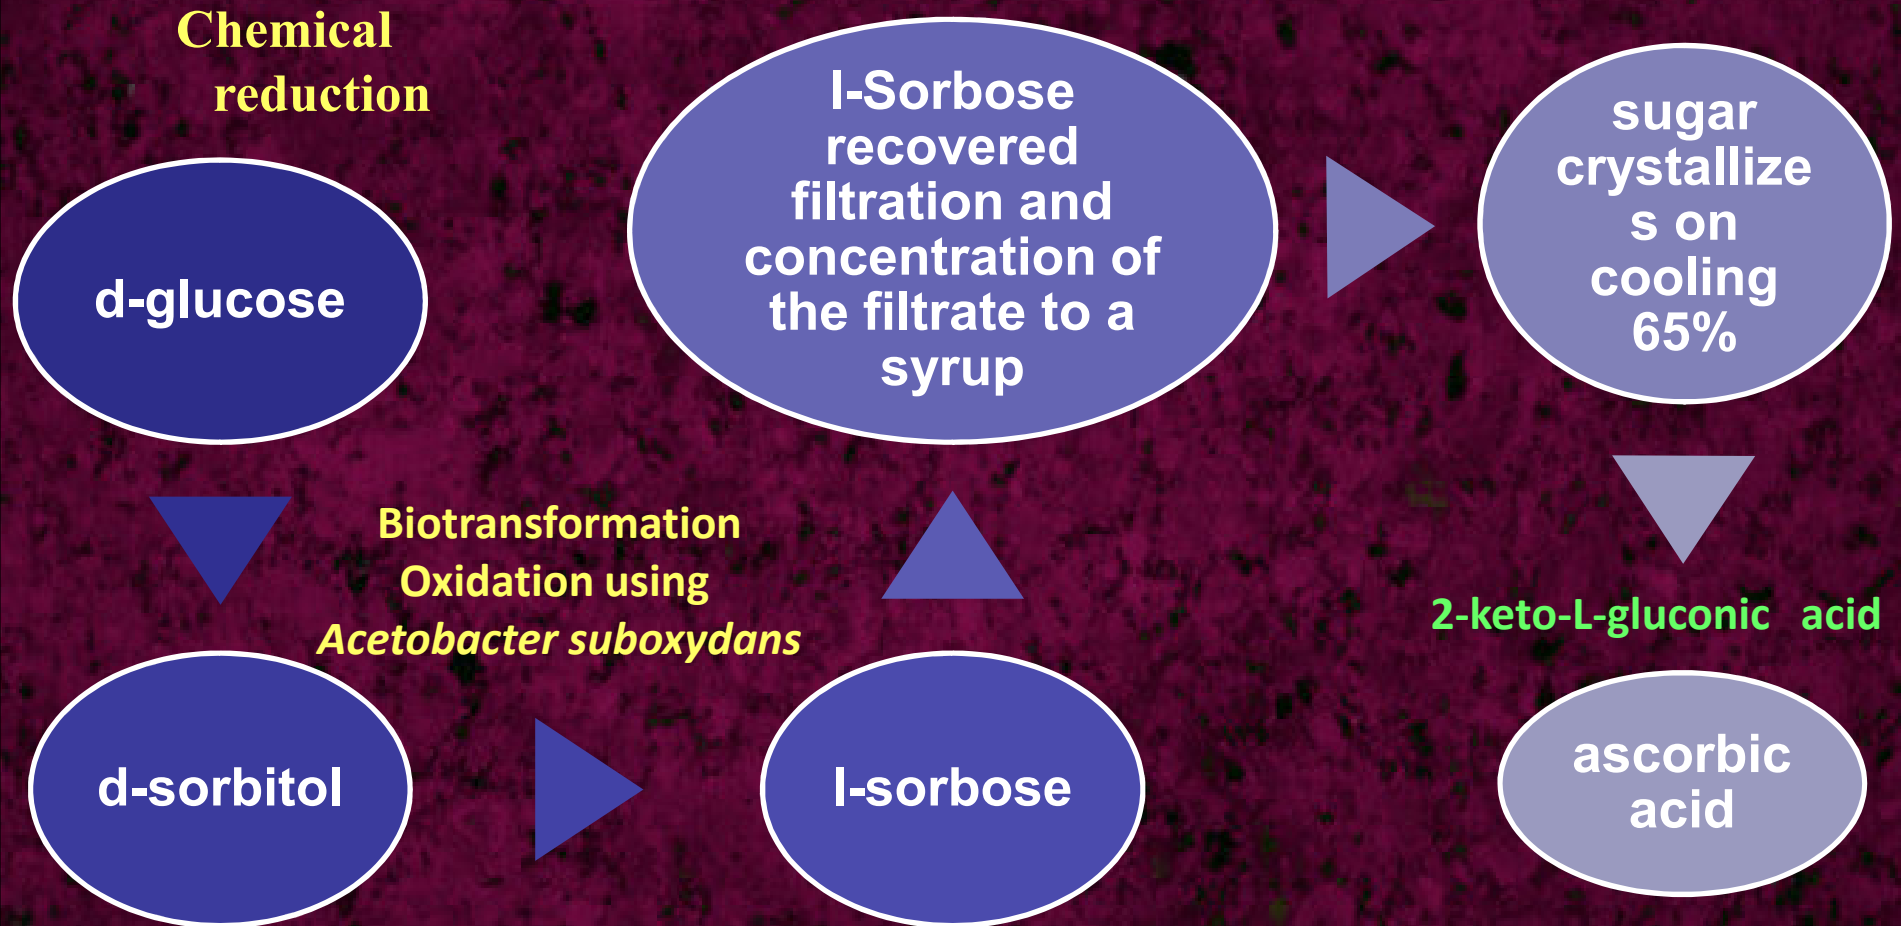 Chemical
reduction
d-glucose
d-sorbitol
Biotransformation
Oxidation using
Acetobacter suboxydans
l-sorbose
l-Sorbose
recovered
filtration and
concentration of
the filtrate to a
syrup
sugar
crystallize
s on
cooling
65%
2-keto-L-gluconic acid
ascorbic
acid